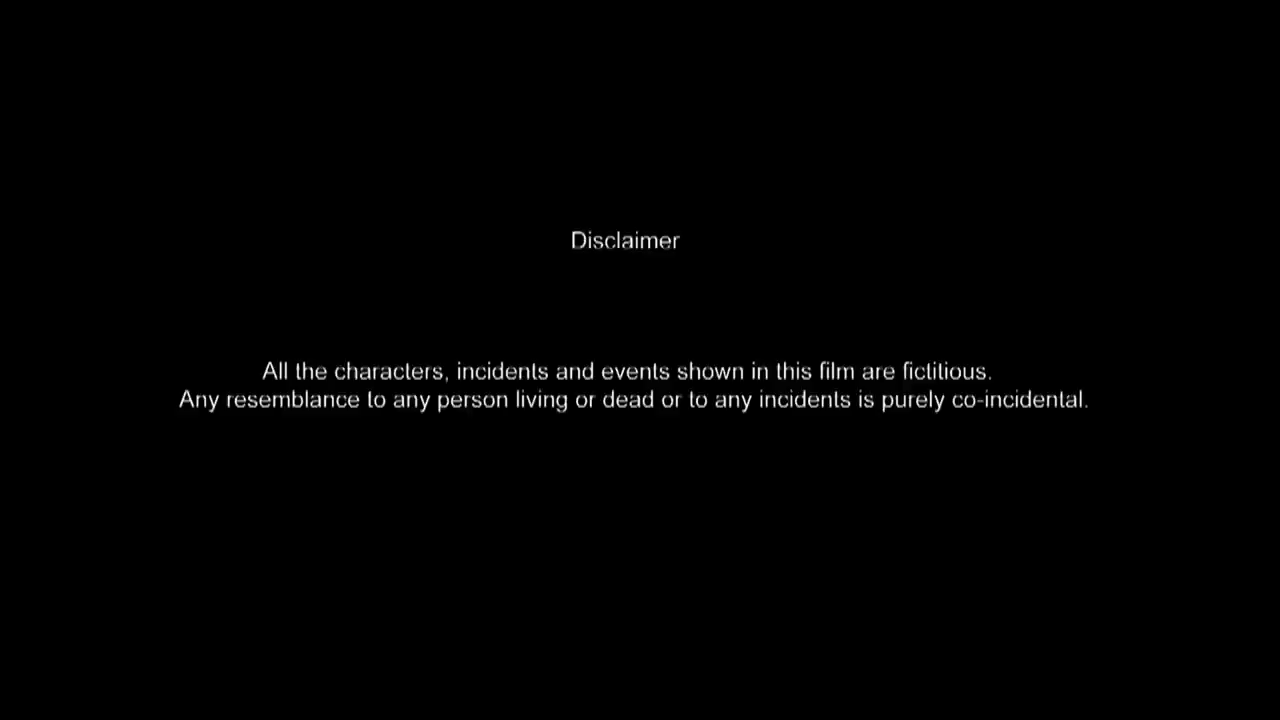 Disclaimer
All the characters, incidents and events shown in this film are fictitious.
Any resemblance to any person living or dead or to any incidents is purely co-incidental.